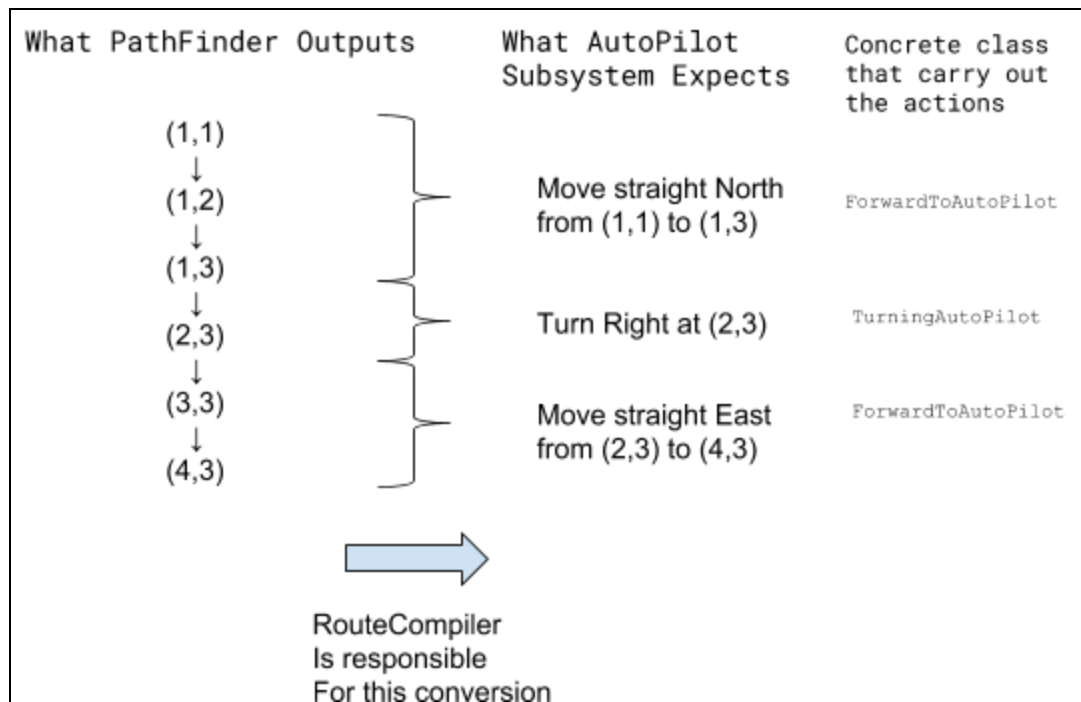 What PathFinder Outputs
What AutoPilot
Subsystem Expects
Concrete class
that carry out
the actions
(1,1)
↓
(1,2)
↓
(1,3)
↓
(2,3)
↓
(3,3)
↓
(4,3)
Move straight North
from (1,1) to (1,3)
ForwardToAutoPilot
Turn Right at (2,3)
TurningAutoPilot
Move straight East
from (2,3) to (4,3)
ForwardToAutoPilot
RouteCompiler
Is responsible
For this conversion